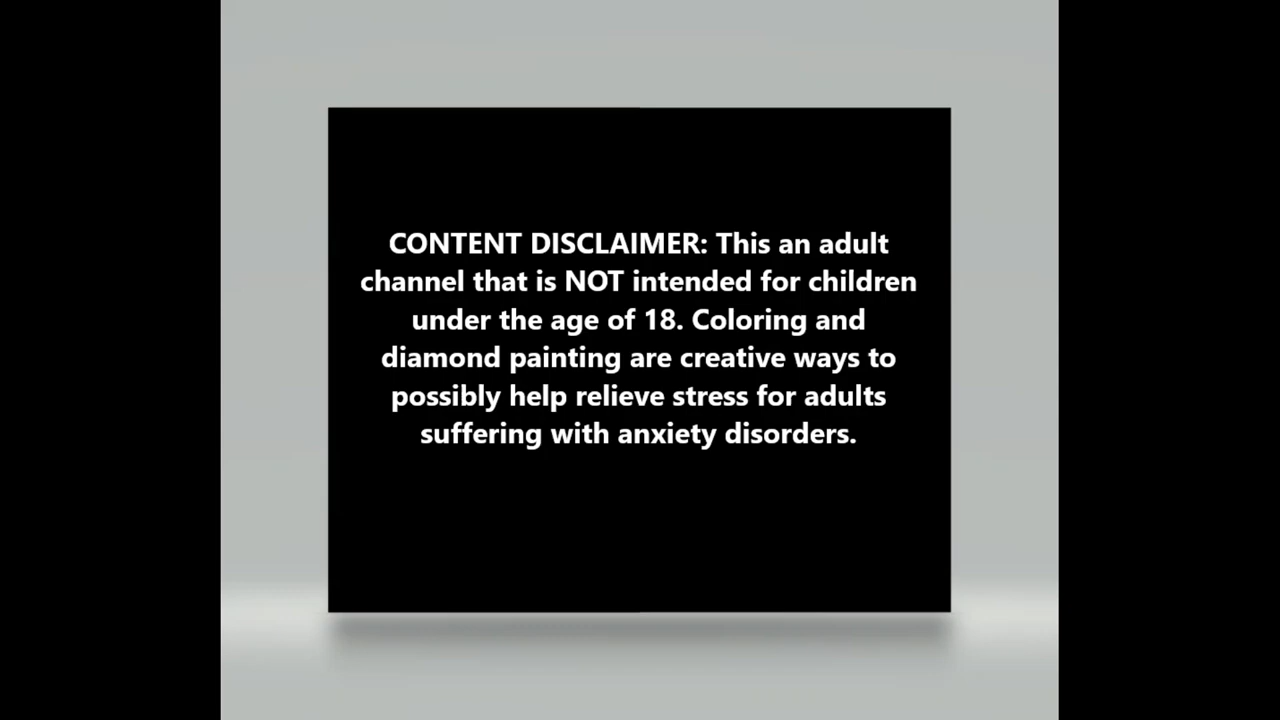 CONTENT DISCLAIMER: This an adult
channel that is NOT intended for children
under the age of 18. Coloring and
diamond painting are creative ways to
possibly help relieve stress for adults
suffering with anxiety disorders.